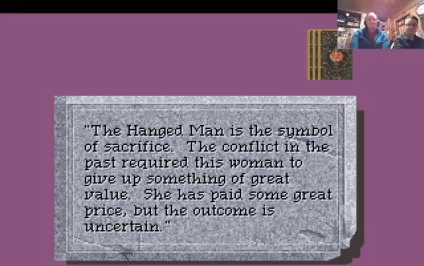 "The Hanged Man is the symbol
of sacrifice. The conflict in the
past required this woman to
give up something of great
value. She has paid some great
price, but the outcome is
uncertain."